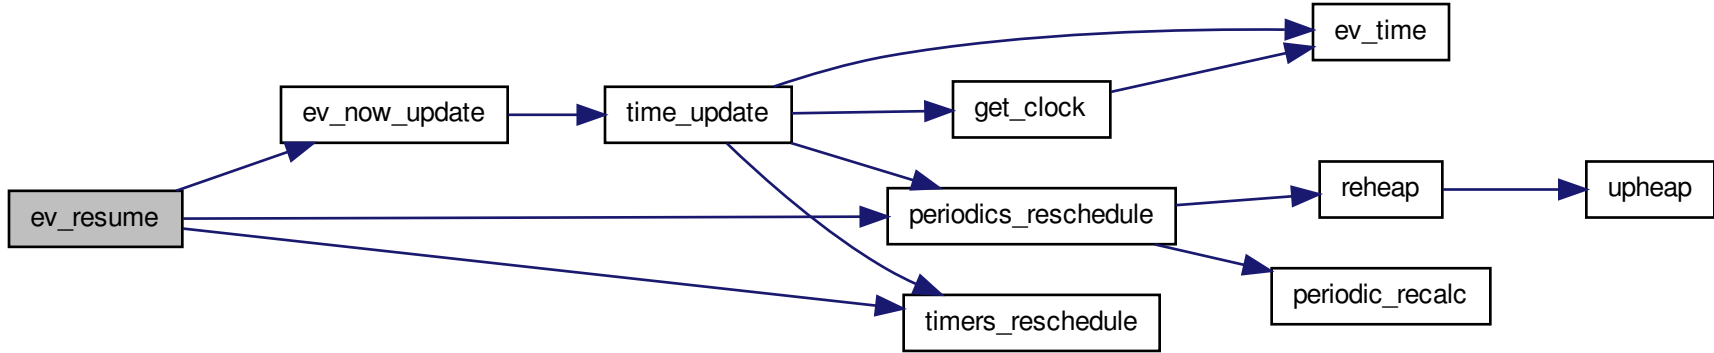 ev_resume
ev_now_update
time_update
ev_time
get_clock
periodics_reschedule
timers_reschedule
reheap
periodic_recalc
upheap